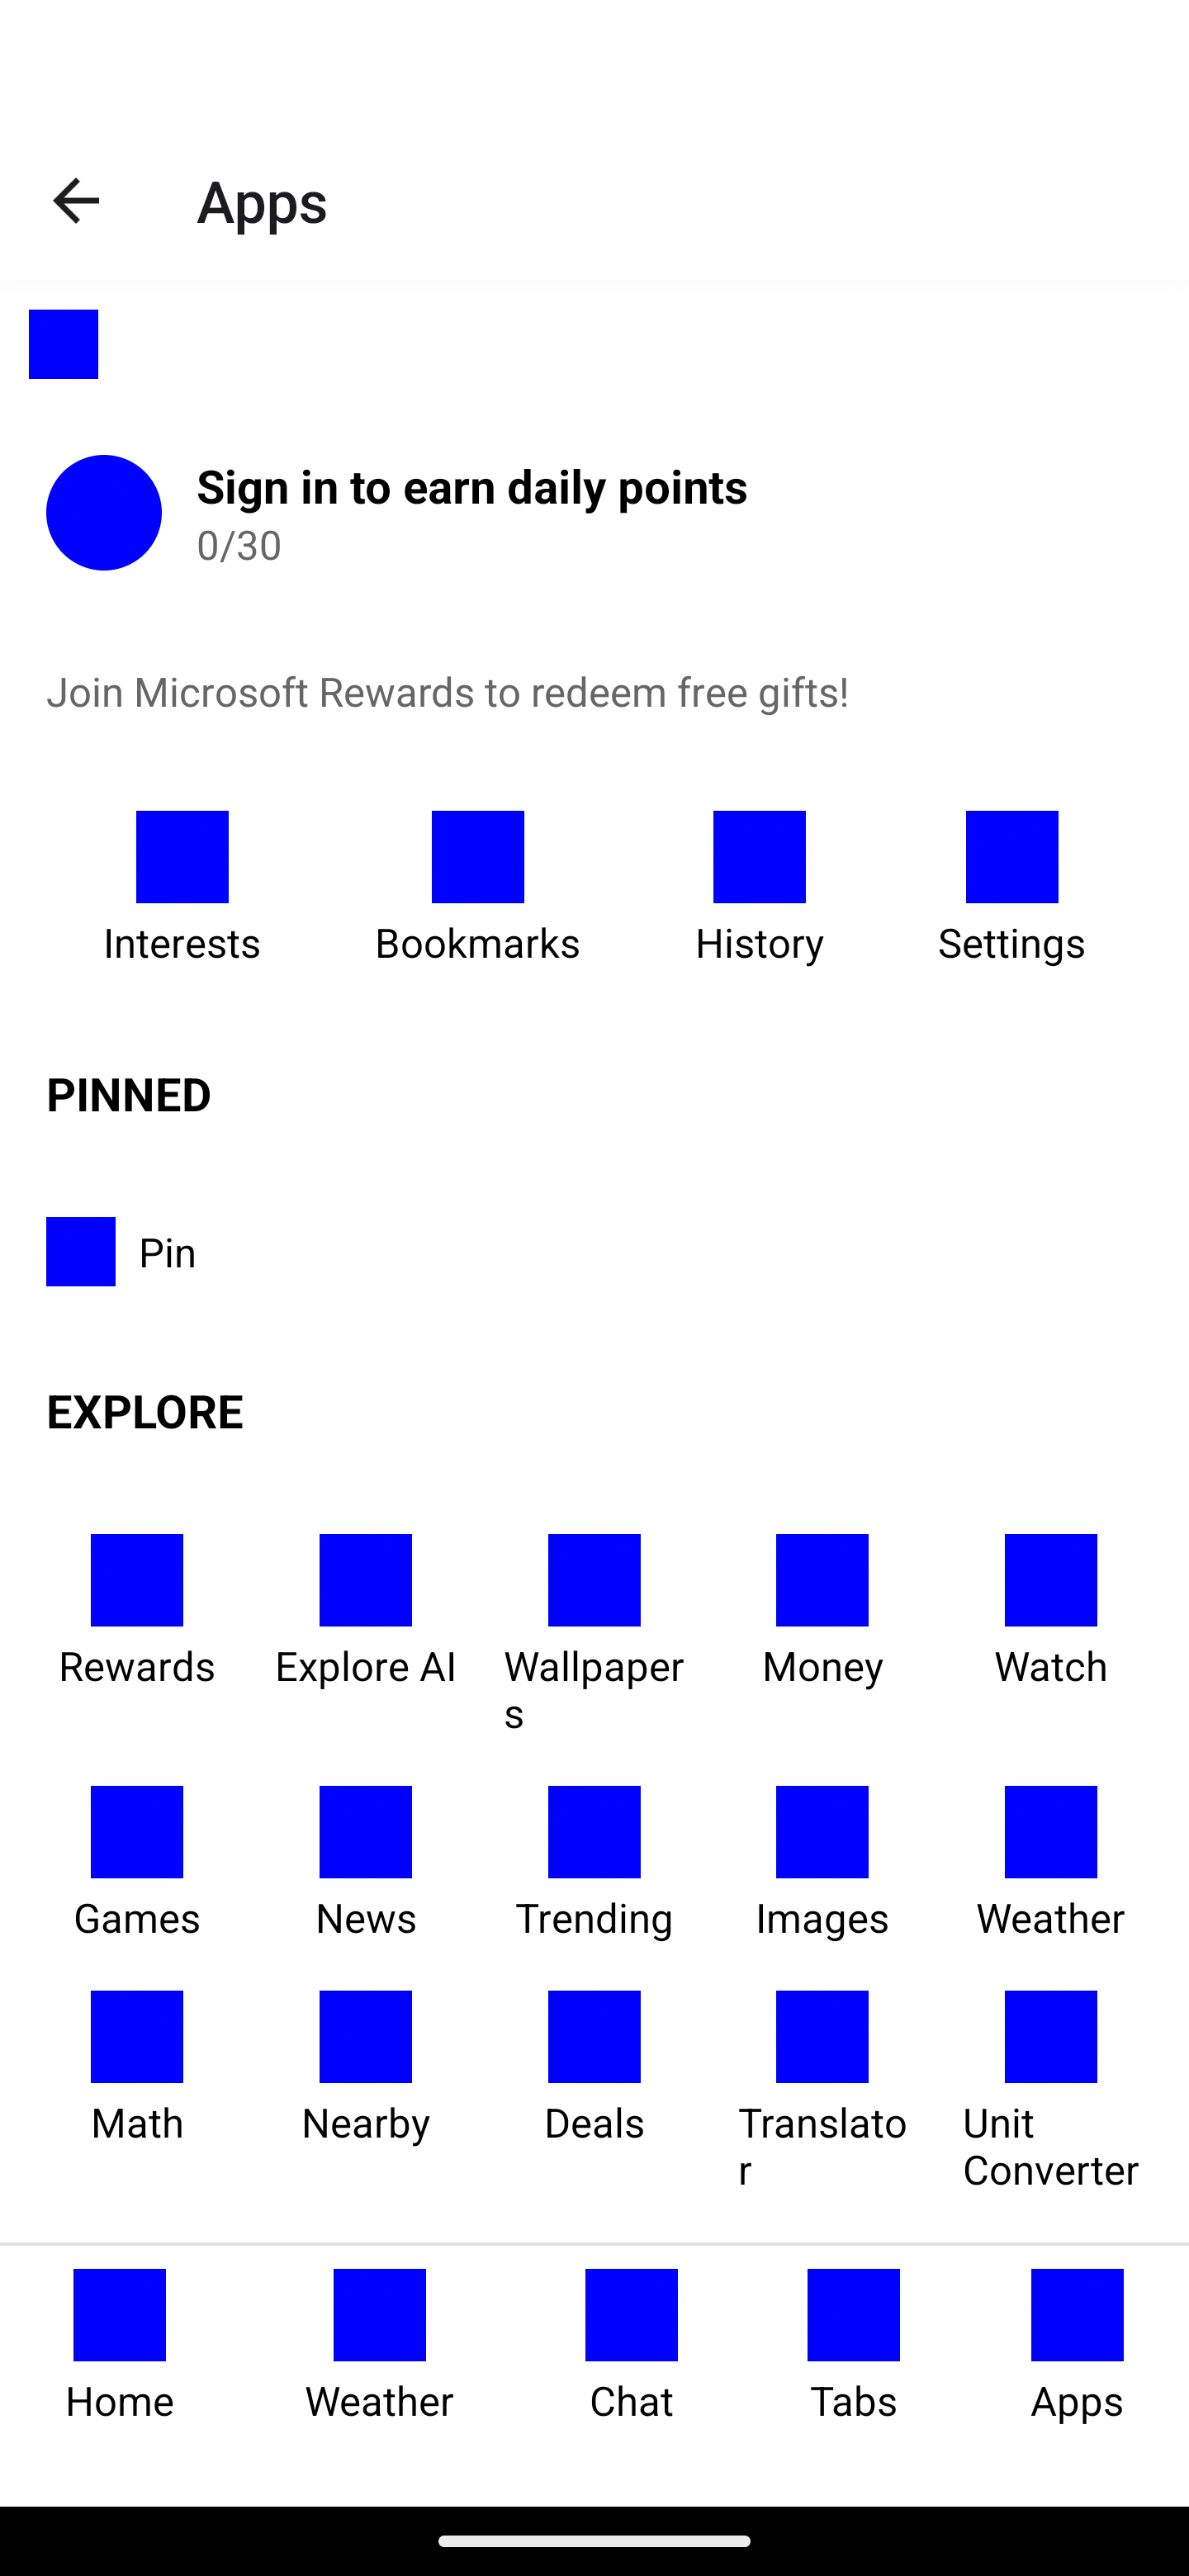 Apps
Sign in to earn daily points
0/30
Join Microsoft Rewards to redeem free gifts!
Interests
Bookmarks
History
Settings
PINNED
Pin
EXPLORE
Rewards
Explore AI
Wallpaper
s
Money
Watch
Games
News
Trending
Images
Weather
Math
Nearby
Deals
Translato
r
Unit
Converter
Home
Weather
Chat
Tabs
Apps